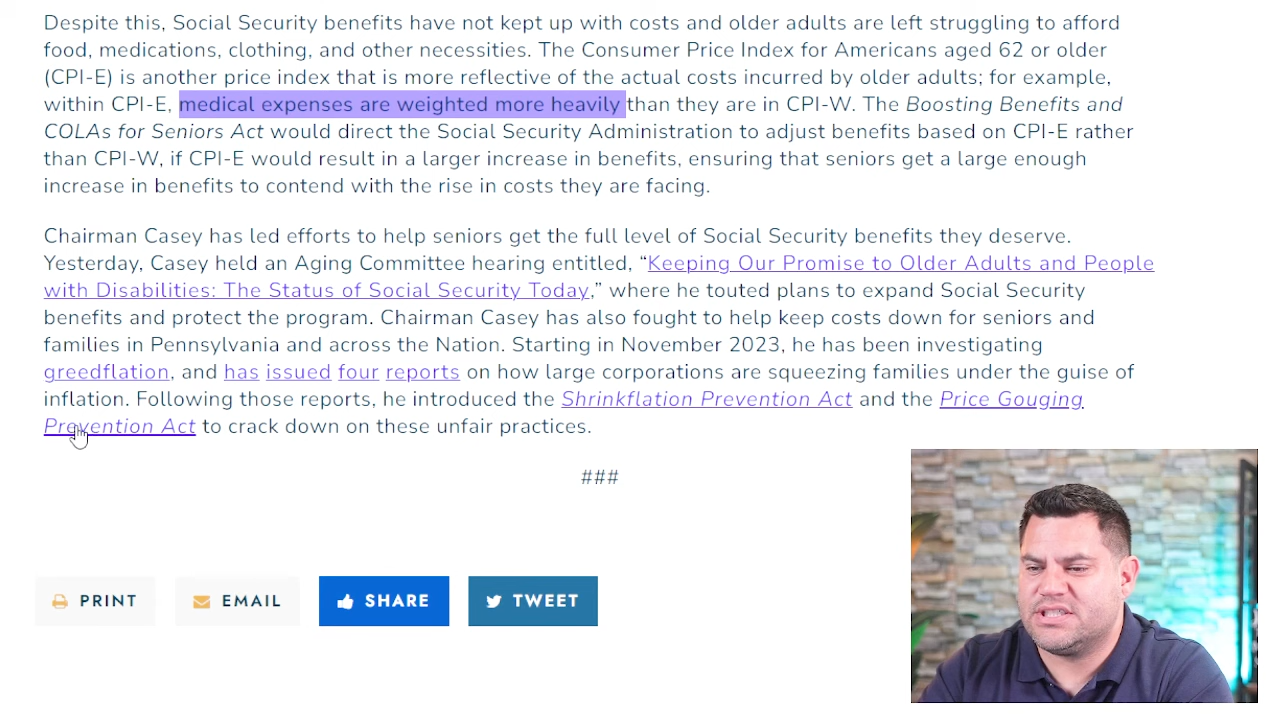 Despite this, Social Security benefits have not kept up with costs and older adults are left struggling to afford
food, medications, clothing, and other necessities. The Consumer Price Index for Americans aged 62 or older
(CPI-E) is another price index that is more reflective of the actual costs incurred by older adults; for example,
within CPI-E, medical expenses are weighted more heavily than they are in CPI-W. The Boosting Benefits and
COLAs for Seniors Act would direct the Social Security Administration to adjust benefits based on CPI-E rather
than CPI-W, if CPI-E would result in a larger increase in benefits, ensuring that seniors get a large enough
increase in benefits to contend with the rise in costs they are facing.
Chairman Casey has led efforts to help seniors get the full level of Social Security benefits they deserve.
Yesterday, Casey held an Aging Committee hearing entitled, “Keeping Our Promise to Older Adults and People
with Disabilities: The Status of Social Security Today,” where he touted plans to expand Social Security
benefits and protect the program. Chairman Casey has also fought to help keep costs down for seniors and
families in Pennsylvania and across the Nation. Starting in November 2023, he has been investigating
greedflation, and has issued four reports on how large corporations are squeezing families under the guise of
inflation. Following those reports, he introduced the Shrinkflation Prevention Act and the Price Gouging
Prevention Act to crack down on these unfair practices.
###
PRINT EMAIL SHARE TWEET